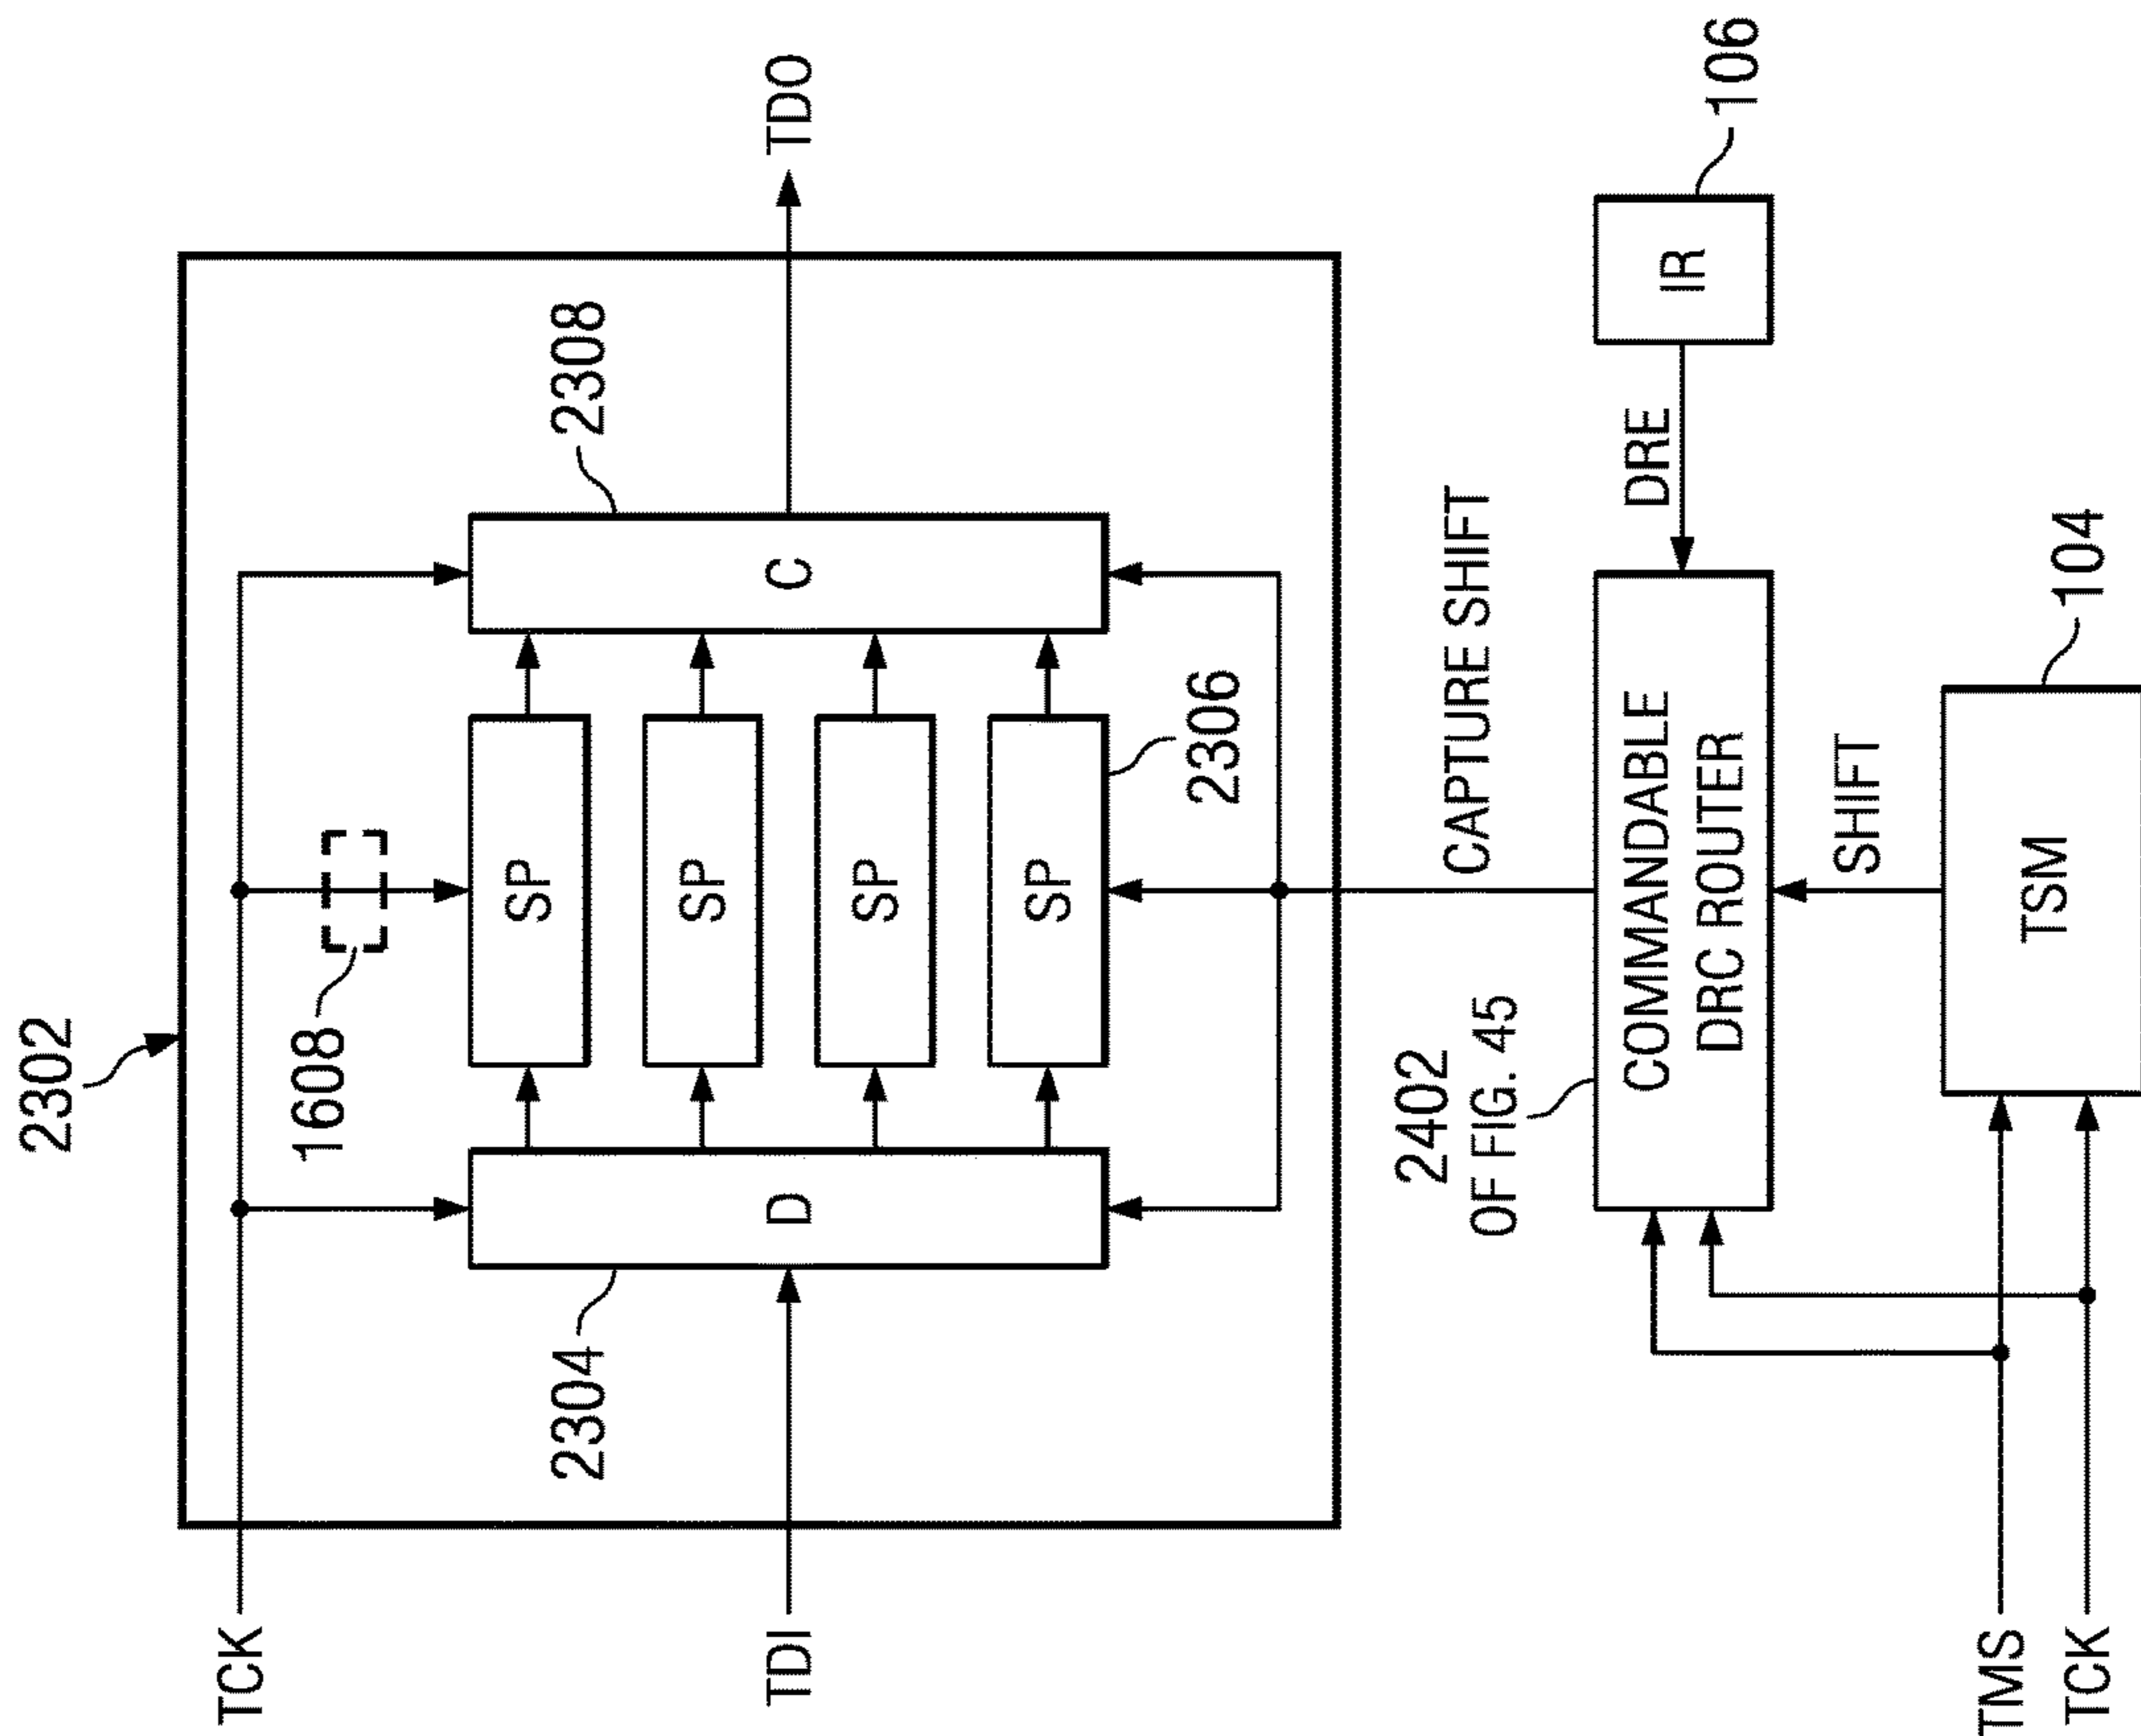 2302
TCK
1608
2304
2308
TDI
D
SP
SP
SP
SP
C
TDO
2306
CAPTURE SHIFT
2402
OF FIG. 45
COMMANDABLE
DRC ROUTER
DRE
IR
106
SHIFT
TMS
TCK
TSM
104